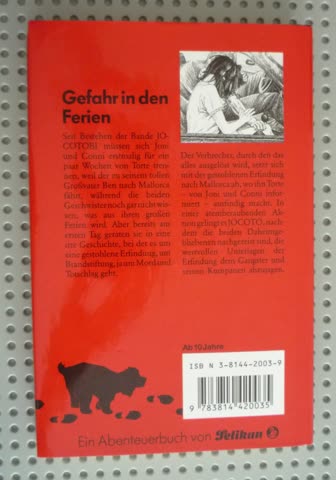 Gefahr in den
Ferien
Seit Bestehen der Bande JO-
COTOBI müssen sich Joni
und Conni erstmalig für ein
paar Wochen von Torte tren-
nen, weil der zu seinem tollen
Großvater Ben nach Mallorca
fährt, während die beiden
Geschwister noch gar nicht wis-
sen, was aus ihren großen
Ferien wird. Aber bereits am
ersten Tag geraten sie in eine
alte Geschichte, bei der es um
eine gestohlene Erfindung, um
Brandstiftung, ja um Mord und
Totschlag geht.
Der Verbrecher, durch den das
alles ausgelöst wird, setzt sich
mit der gestohlenen Erfindung
nach Mallorca ab, wo ihn Torte
– von Joni und Conni infor-
miert – ausfindig macht. In
einer atemberaubenden Ak-
tion gelingt es JOCOTO, nach-
dem die beiden Daheimge-
bliebenen nachgereist sind, die
wertvollen Unterlagen der
Erfindung dem Gangster und
seinen Kumpanen abzujagen.
Ab 10 Jahre
ISBN 3-8144-2003-9
9 783814 420035
Ein Abenteuerbuch von Pelikan